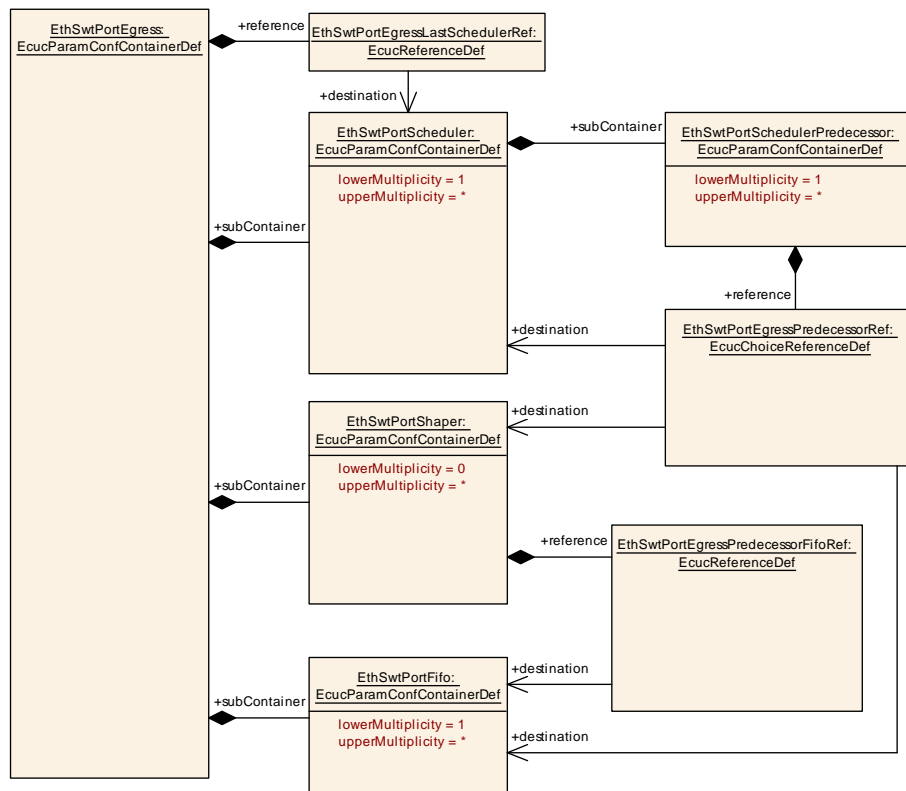 EthSwtPortEgress:
EcucParamConfContainerDef
+reference
EthSwtPortEgressLastSchedulerRef:
EcucReferenceDef
+destination
EthSwtPortScheduler:
EcucParamConfContainerDef
lowerMultiplicity = 1
upperMultiplicity = *
+subContainer
EthSwtPortSchedulerPredecessor:
EcucParamConfContainerDef
lowerMultiplicity = 1
upperMultiplicity = *
+subContainer
+reference
EthSwtPortEgressPredecessorRef:
EcucChoiceReferenceDef
+destination
+destination
EthSwtPortShaper:
EcucParamConfContainerDef
lowerMultiplicity = 0
upperMultiplicity = *
+subContainer
+reference
EthSwtPortEgressPredecessorFifoRef:
EcucReferenceDef
+destination
EthSwtPortFifo:
EcucParamConfContainerDef
lowerMultiplicity = 1
upperMultiplicity = *
+subContainer
+destination